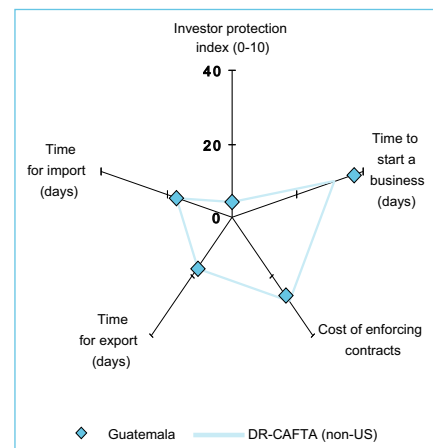 Investor protection
index (0-10)
40
Time
for import
(days)
Time to
start a
business
(days)
20
0
Time
for export
(days)
Cost of enforcing
contracts
Guatemala
DR-CAFTA (non-US)